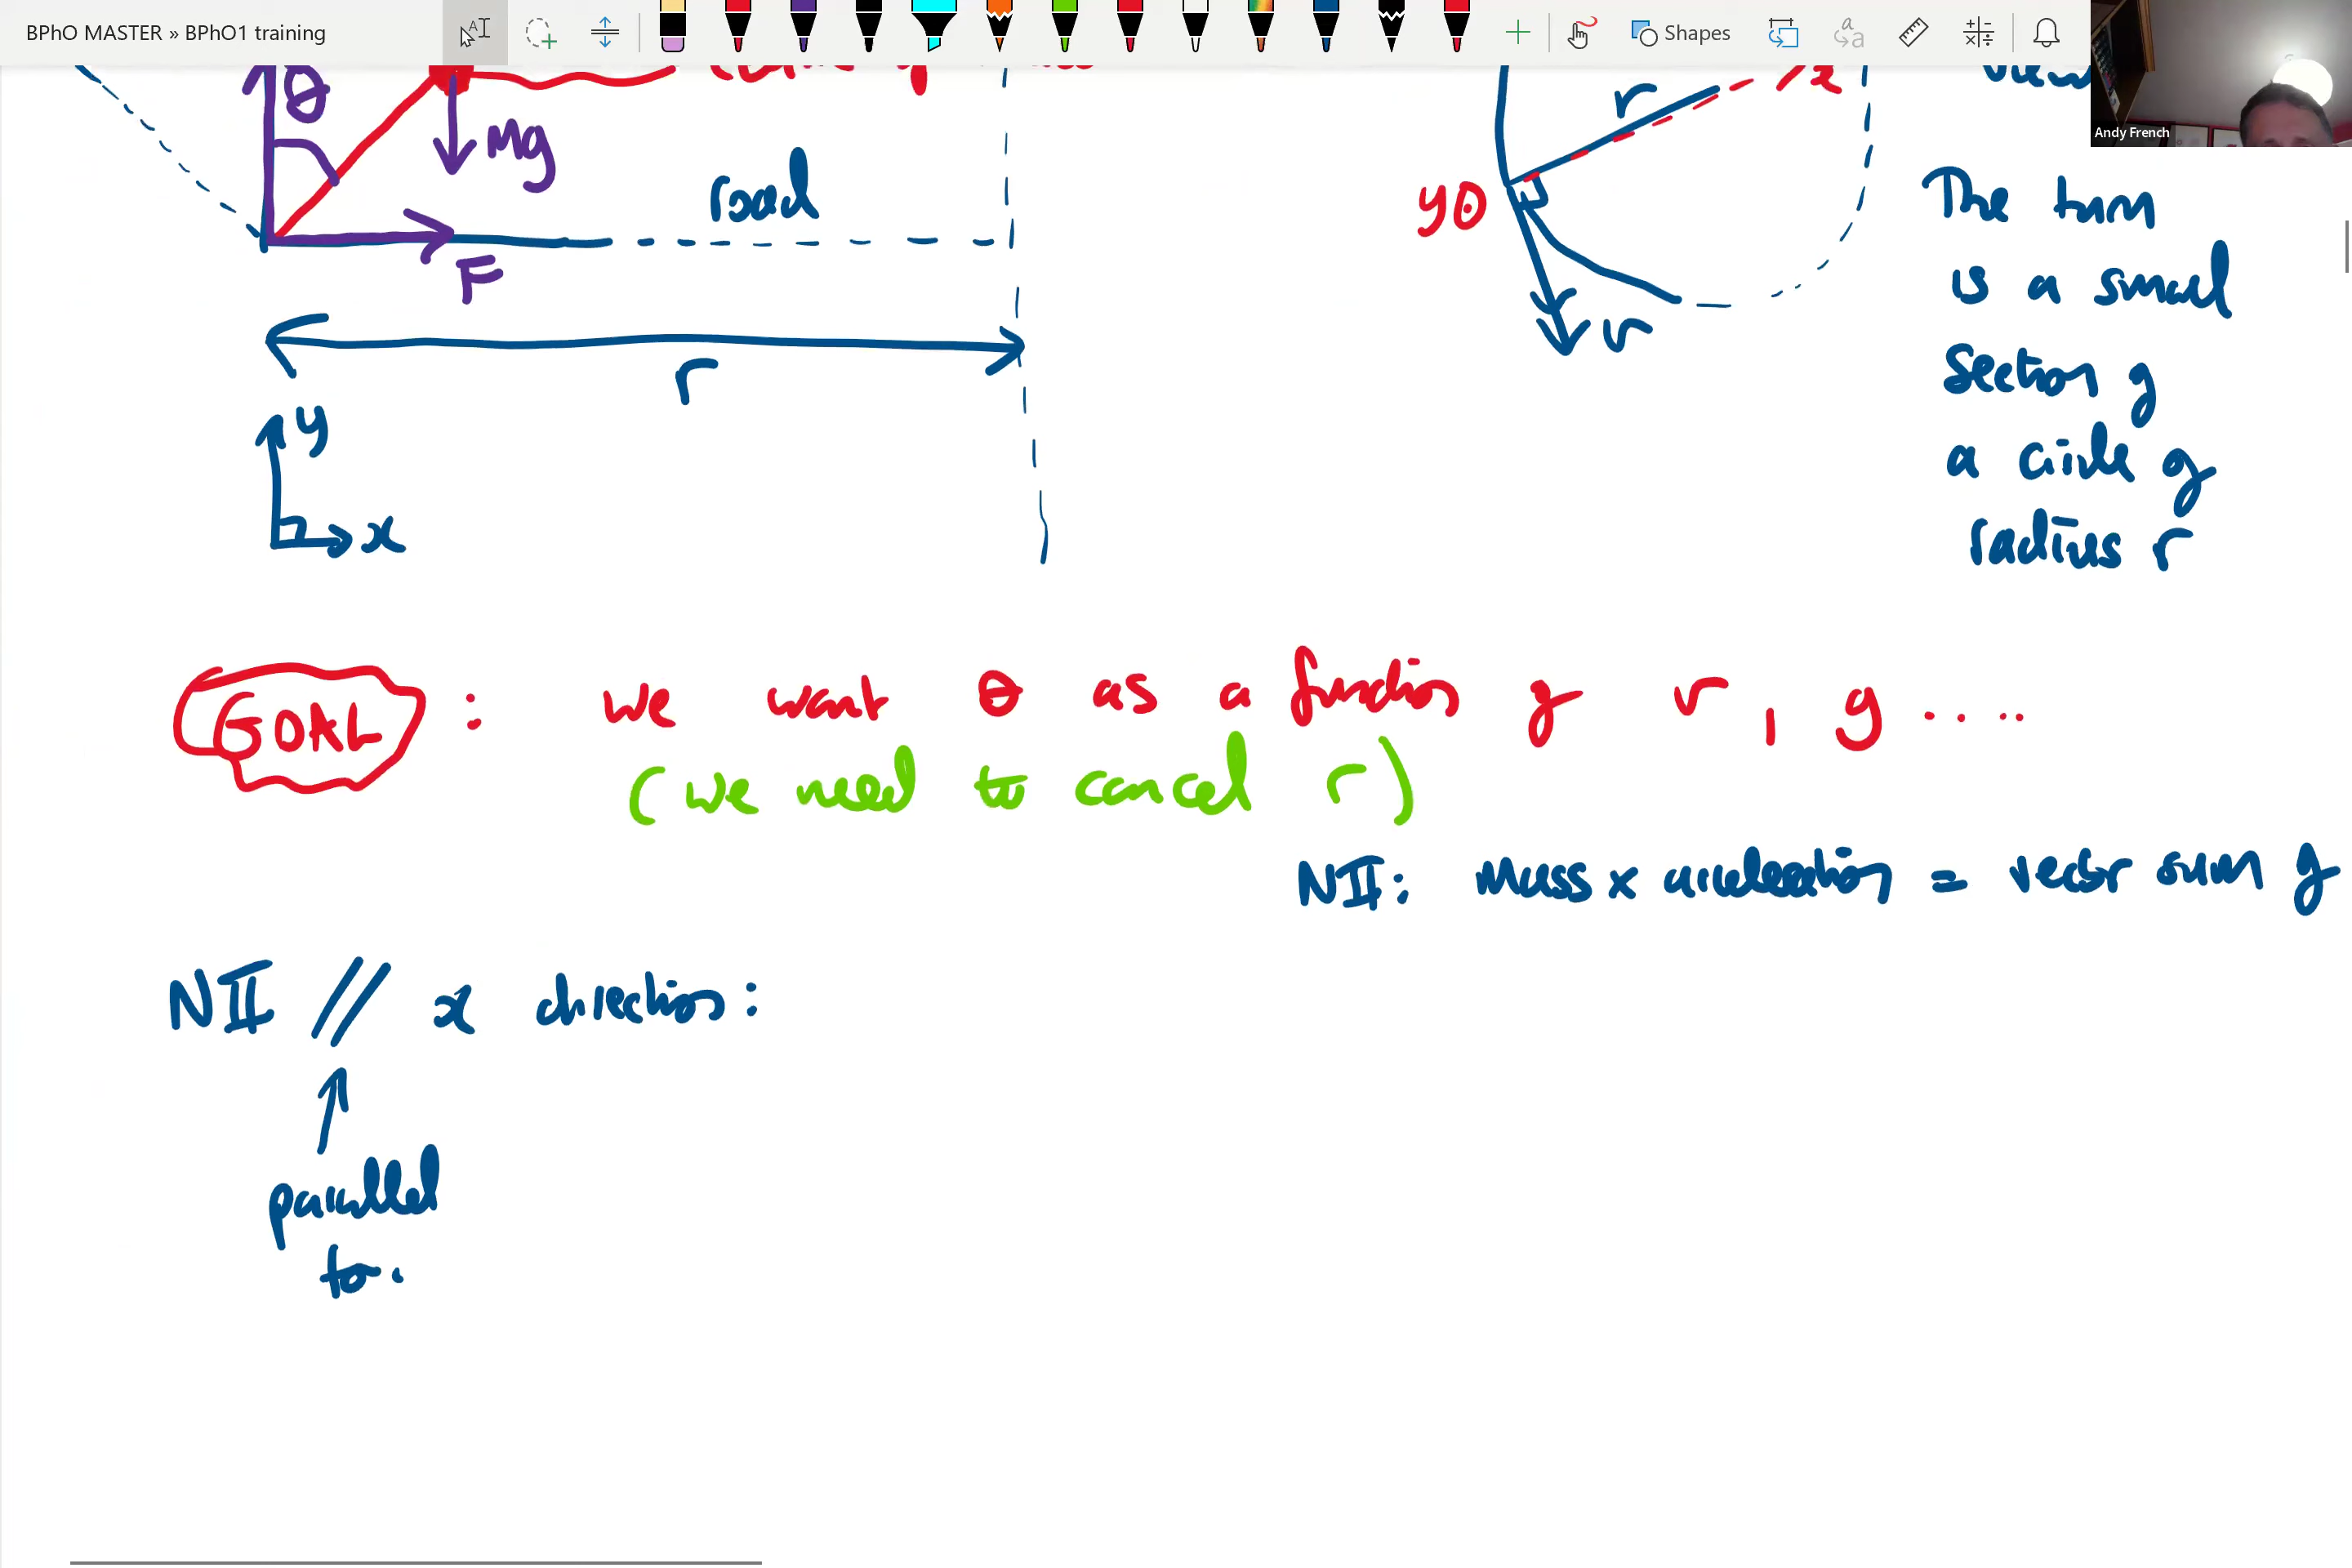 BPhO MASTER » BPhO1 training
Shapes
Andy French
θ
Mg
road
F
r
y
x
r
x
view
y
v
The turn
is a small
section of
a circle of
radius r
GOAL : we want θ as a function of v , g .....
(we need to cancel r)
NII: mass x acceleration = vector sum of
NII // x direction:
parallel
to.